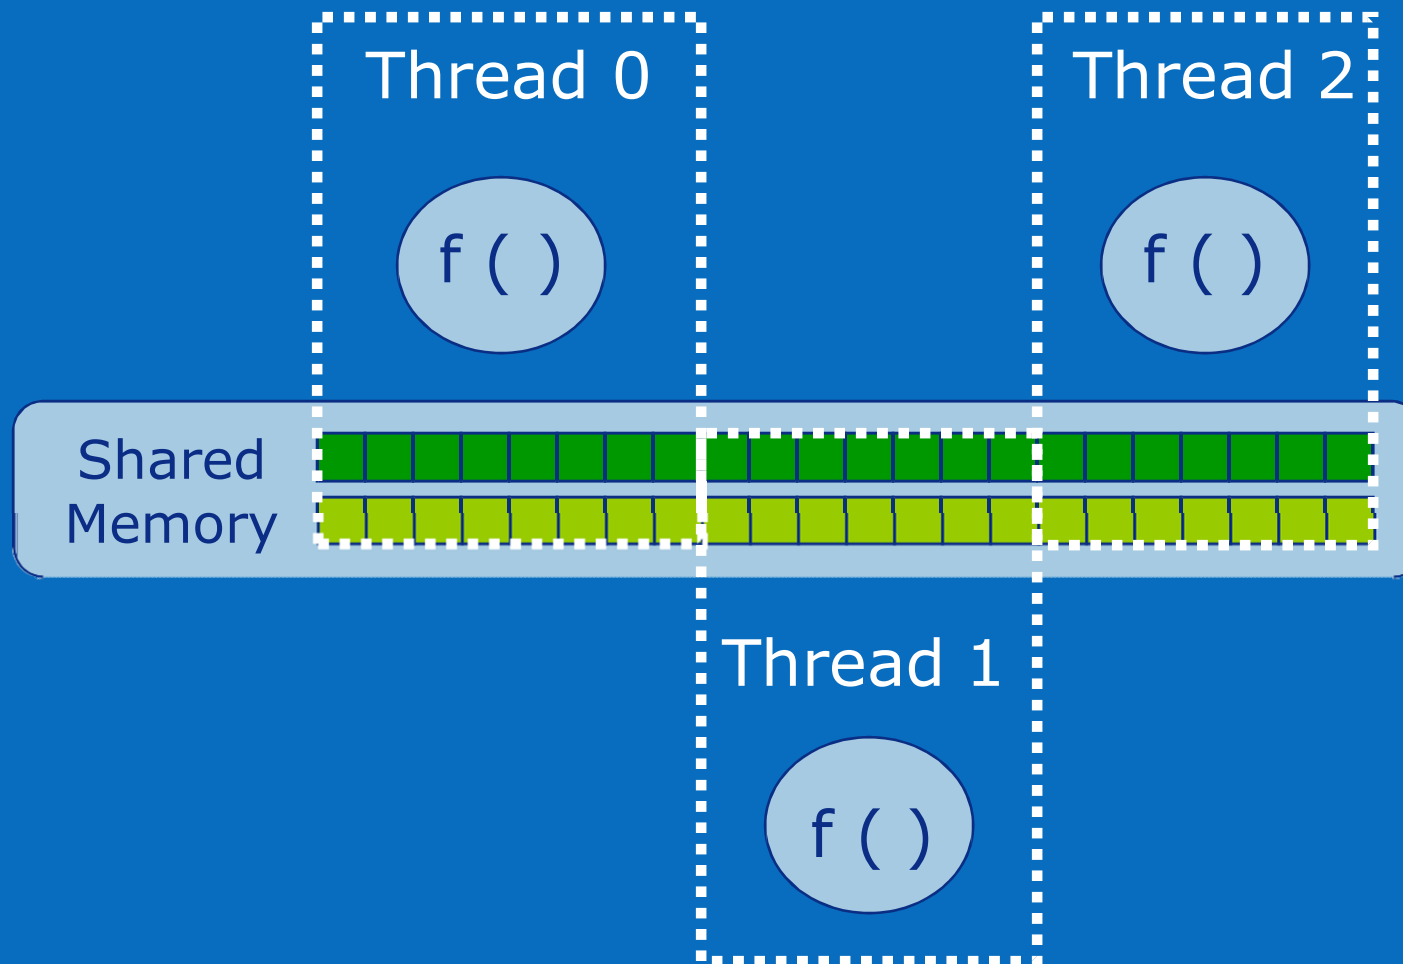 Thread 0
Thread 2
f ( )
f ( )
Shared
Memory
Thread 1
f ( )